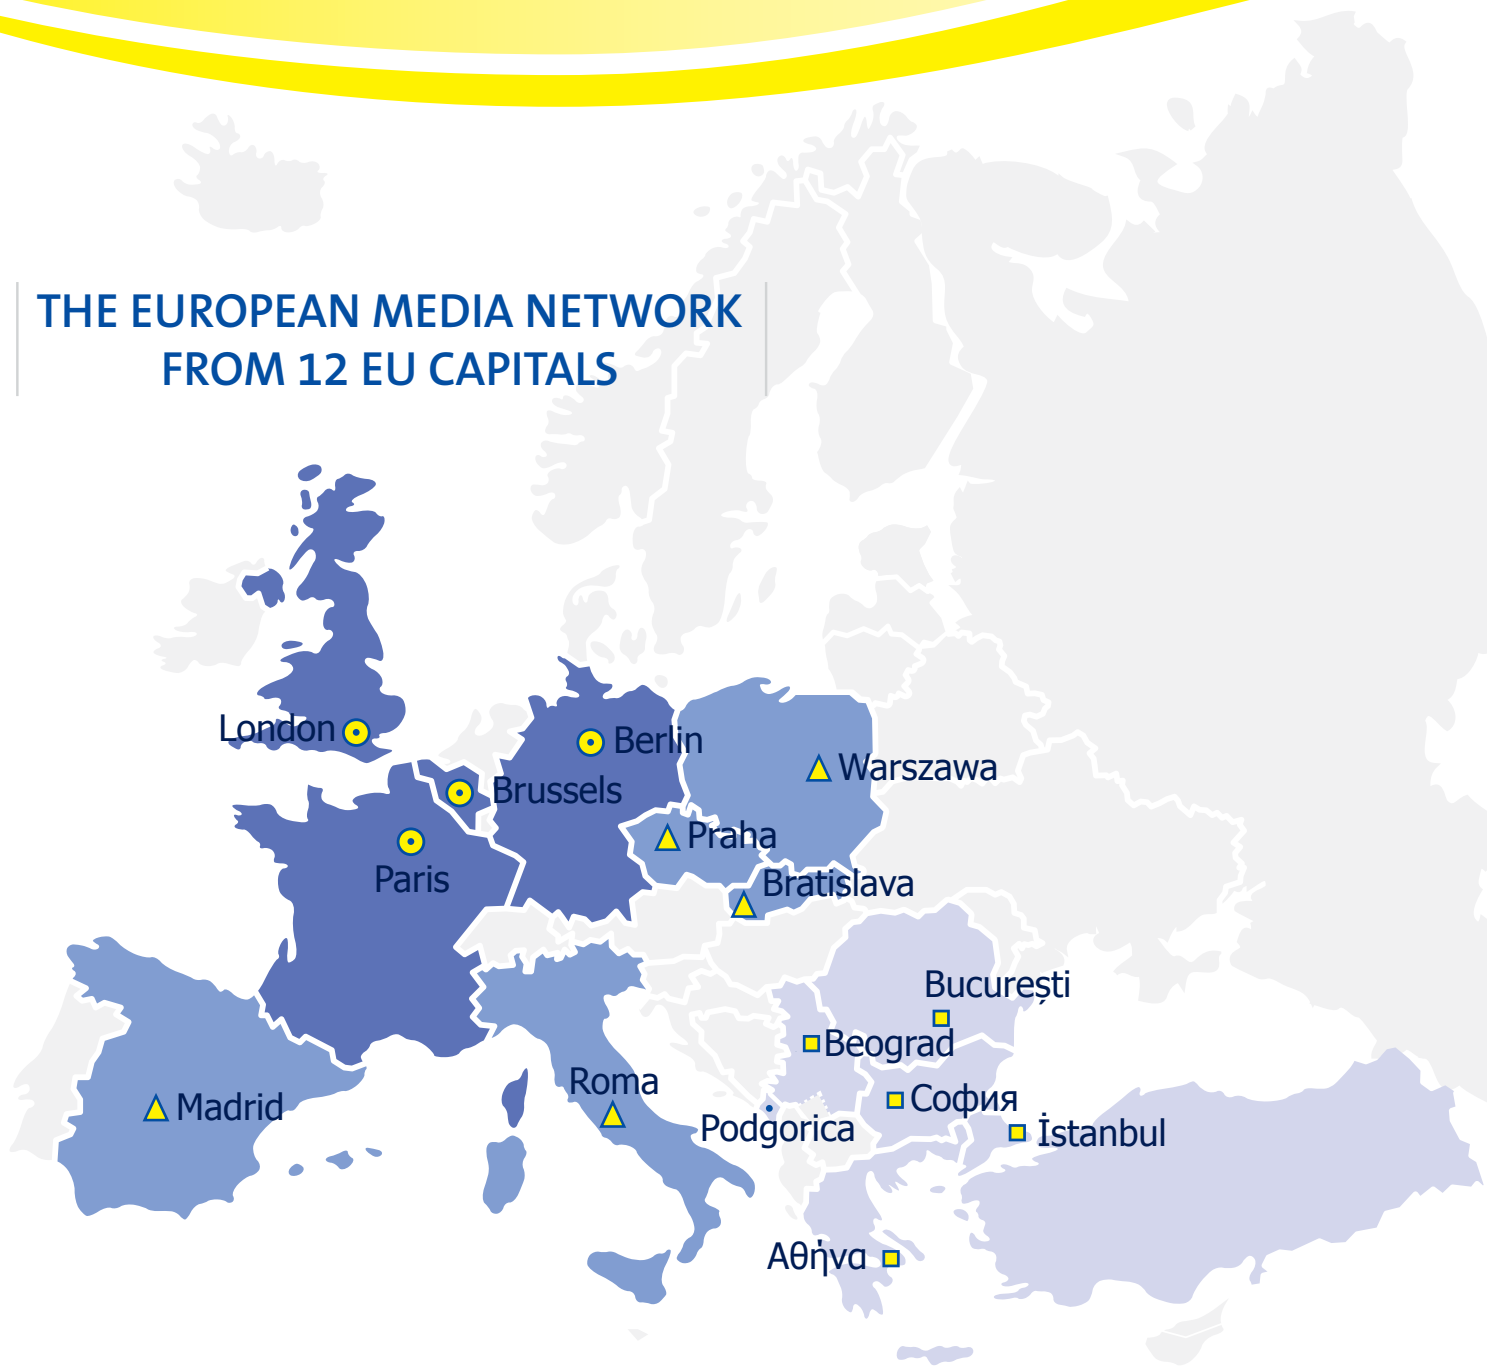 THE EUROPEAN MEDIA NETWORK
FROM 12 EU CAPITALS
London
Berlin
Brussels
Warszawa
Praha
Paris
Bratislava
București
Beograd
Roma
София
Madrid
Podgorica
İstanbul
Αθήνα